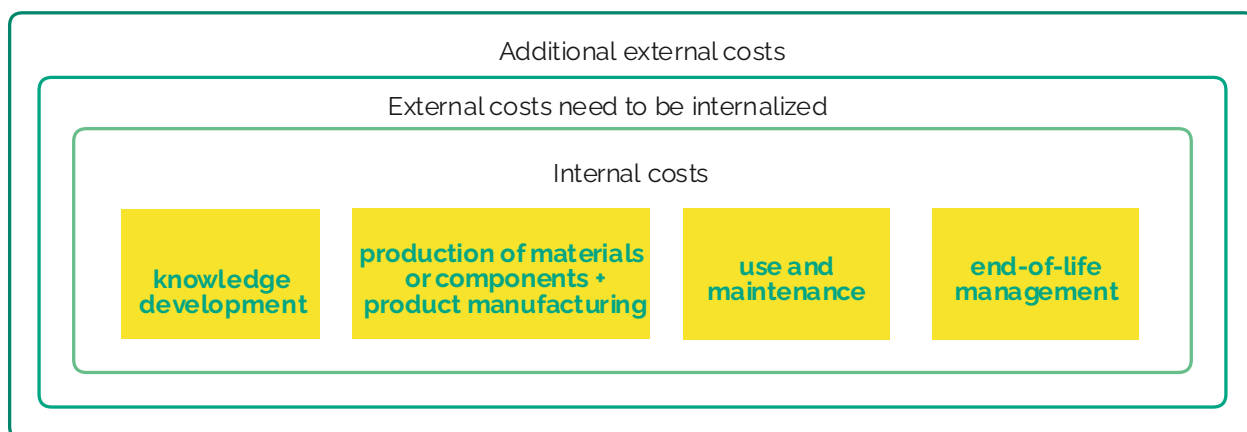 Additional external costs
External costs need to be internalized
Internal costs
knowledge
development
production of materials
or components +
product manufacturing
use and
maintenance
end-of-life
management